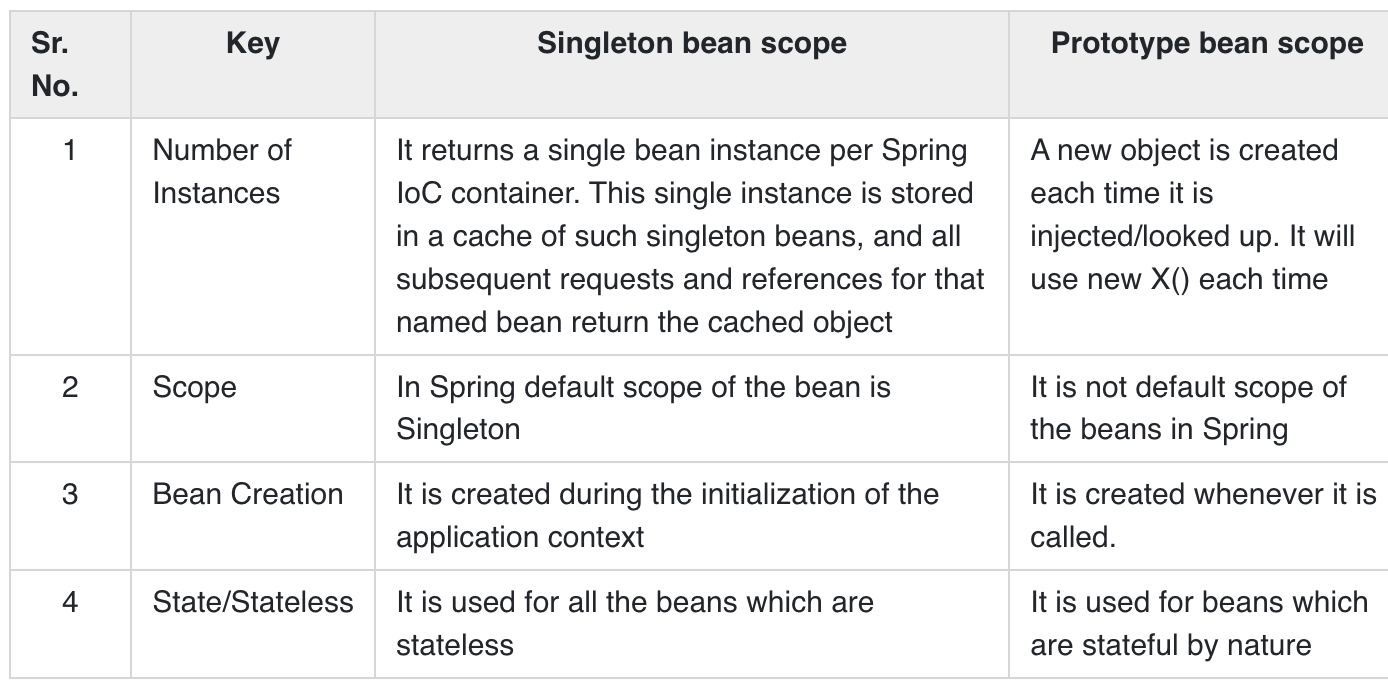 Sr.
No.
Key
Singleton bean scope
Prototype bean scope
1
Number of
Instances
It returns a single bean instance per Spring
IoC container. This single instance is stored
in a cache of such singleton beans, and all
subsequent requests and references for that
named bean return the cached object
A new object is created
each time it is
injected/looked up. It will
use new X() each time
2
Scope
In Spring default scope of the bean is
Singleton
It is not default scope of
the beans in Spring
3
Bean Creation
It is created during the initialization of the
application context
It is created whenever it is
called.
4
State/Stateless
It is used for all the beans which are
stateless
It is used for beans which
are stateful by nature